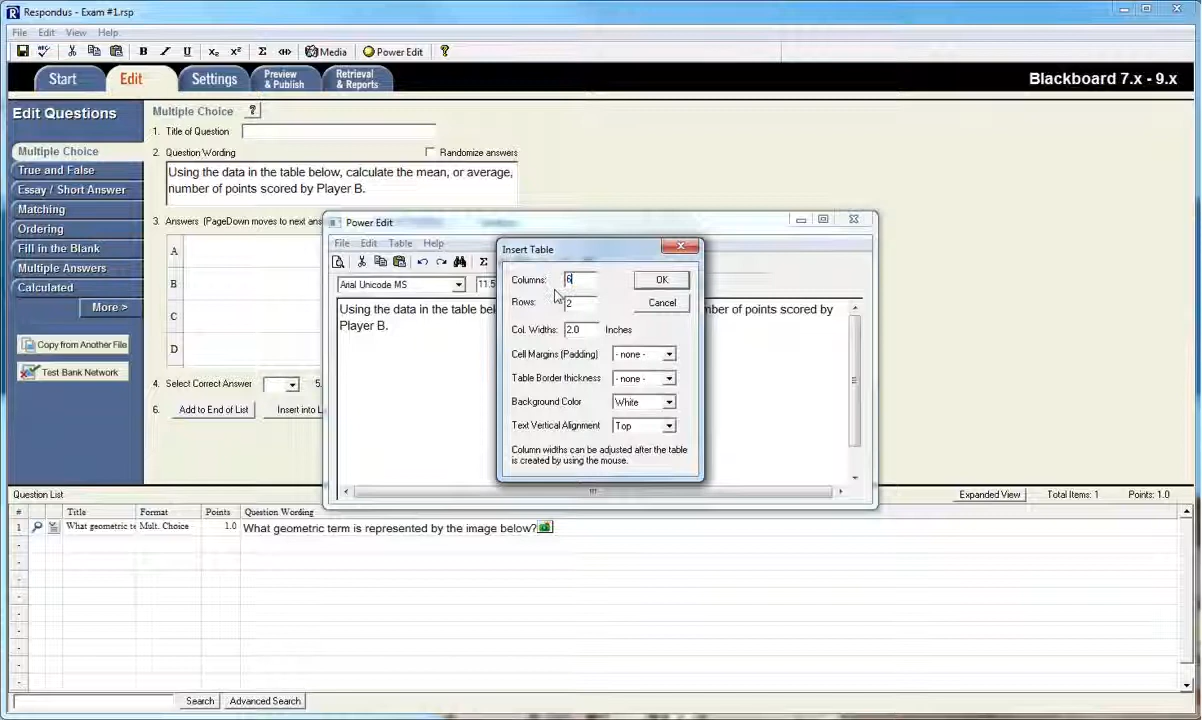 Respondus - Exam #1.rsp
File Edit View Help
B I U X₂ X² Σ Media Power Edit ?
Start Edit Settings Preview & Publish Retrieval & Reports Blackboard 7.x - 9.x
Edit Questions
Multiple Choice
True and False
Essay / Short Answer
Matching
Ordering
Fill in the Blank
Multiple Answers
Calculated
More >
Copy from Another File
Test Bank Network
Multiple Choice ?
1. Title of Question
2. Question Wording Randomize answers
Using the data in the table below, calculate the mean, or average,
number of points scored by Player B.
3. Answers (PageDown moves to next ans
A
B
C
D
4. Select Correct Answer 5.
6. Add to End of List Insert into L
Power Edit
File Edit Table Help
Σ
Arial Unicode MS 11.5
Using the data in the table bel
mber of points scored by
Player B.
Insert Table
Columns: 6 OK
Rows: 2 Cancel
Col. Widths: 2.0 Inches
Cell Margins (Padding) - none -
Table Border thickness - none -
Background Color White
Text Vertical Alignment Top
Column widths can be adjusted after the table
is created by using the mouse.
Question List Expanded View Total Items: 1 Points: 1.0
# Title Format Points Question Wording
1 What geometric te Mult. Choice 1.0 What geometric term is represented by the image below?
Search Advanced Search